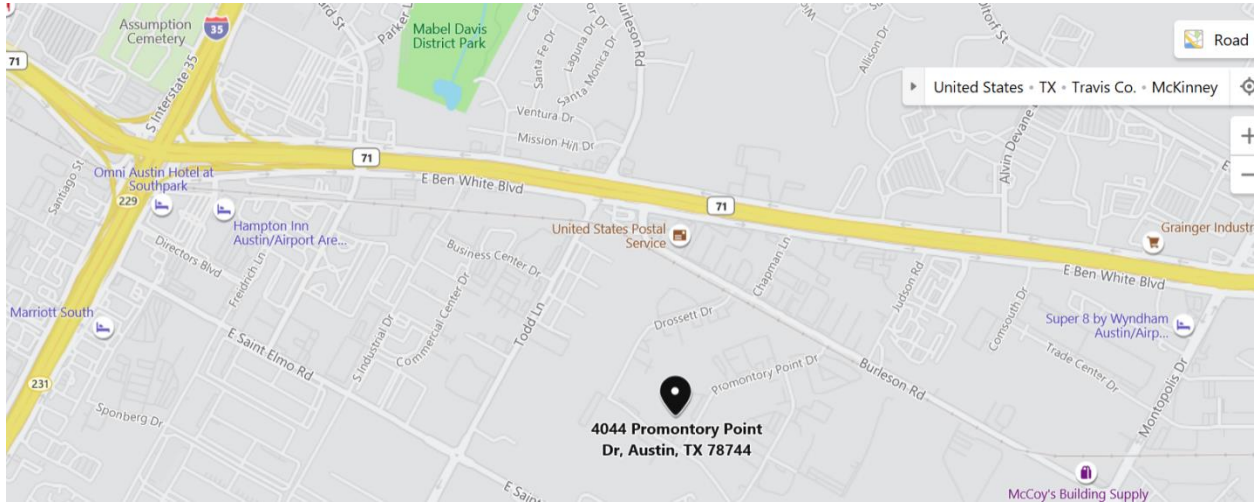 Assumption
Cemetery
35
S Interstate 35
71
Parker L
Mabel Davis
District Park
Santa Fe Dr
Laguna Dr
Santa Monica Dr
Burleson Rd
Allison Dr
oltorf St
Road
United States • TX • Travis Co. • McKinney
+
−
Ventura Dr
Mission Hill Dr
71
E Ben White Blvd
71
Alvin Devane
Santiago St
Omni Austin Hotel at
Southpark
229
Hampton Inn
Austin/Airport Are...
United States Postal
Service
Grainger Industr
E Ben White Blvd
Directors Blvd
Freidrich Ln
Business Center Dr
Commercial Center Dr
S Industrial Dr
Todd Ln
Chapman Ln
Judson Rd
Comsouth Dr
Trade Center Dr
Super 8 by Wyndham
Austin/Airp...
Montopolis Dr
Marriott South
E Saint Elmo Rd
Drossett Dr
Promontory Point Dr
Burleson Rd
231
Sponberg Dr
4044 Promontory Point
Dr, Austin, TX 78744
E Sain
McCoy's Building Supply